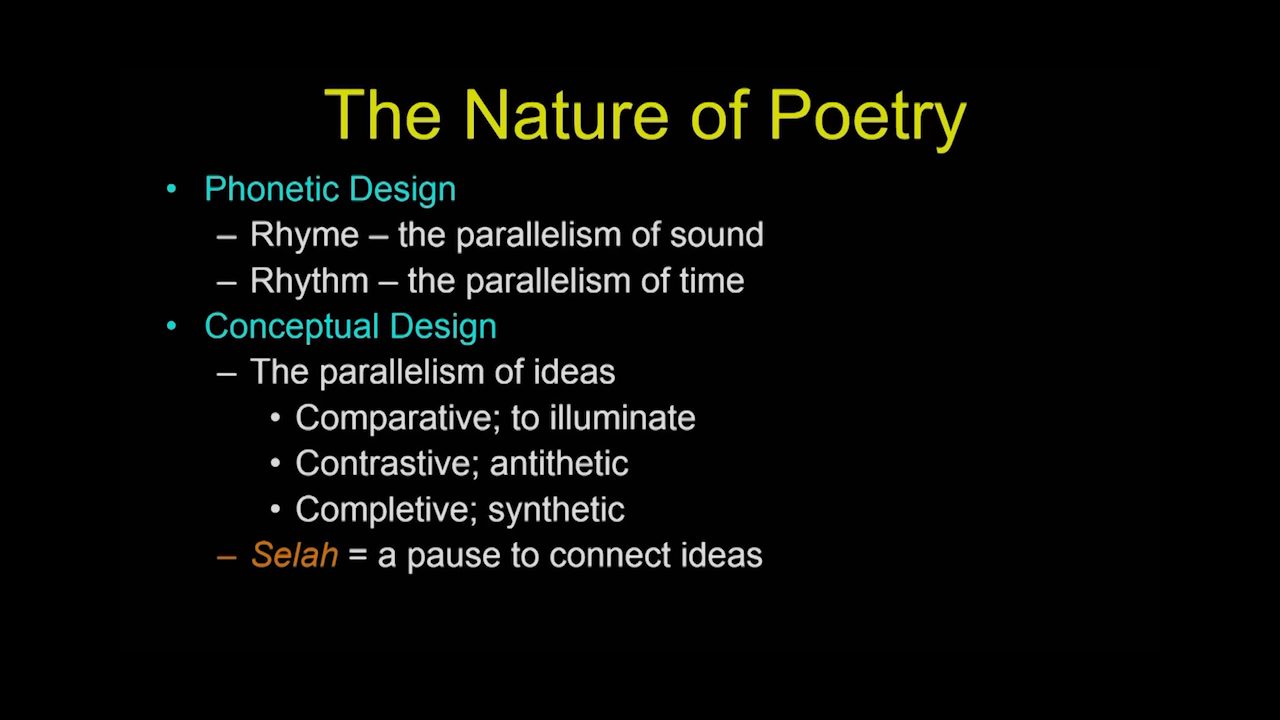 The Nature of Poetry
• Phonetic Design
– Rhyme – the parallelism of sound
– Rhythm – the parallelism of time
• Conceptual Design
– The parallelism of ideas
• Comparative; to illuminate
• Contrastive; antithetic
• Completive; synthetic
– Selah = a pause to connect ideas